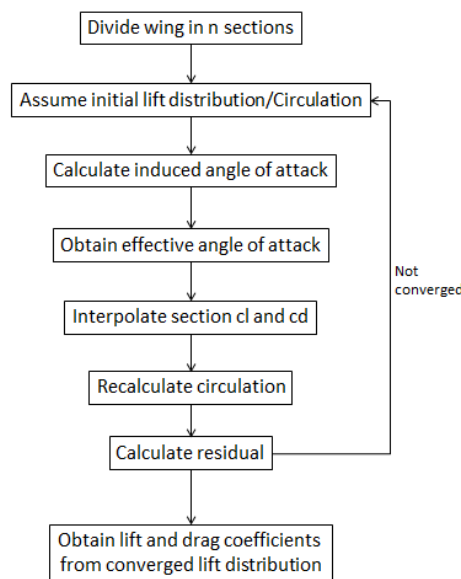 Divide wing in n sections
Assume initial lift distribution/Circulation
Calculate induced angle of attack
Obtain effective angle of attack
Not
converged
Interpolate section cl and cd
Recalculate circulation
Calculate residual
Obtain lift and drag coefficients
from converged lift distribution